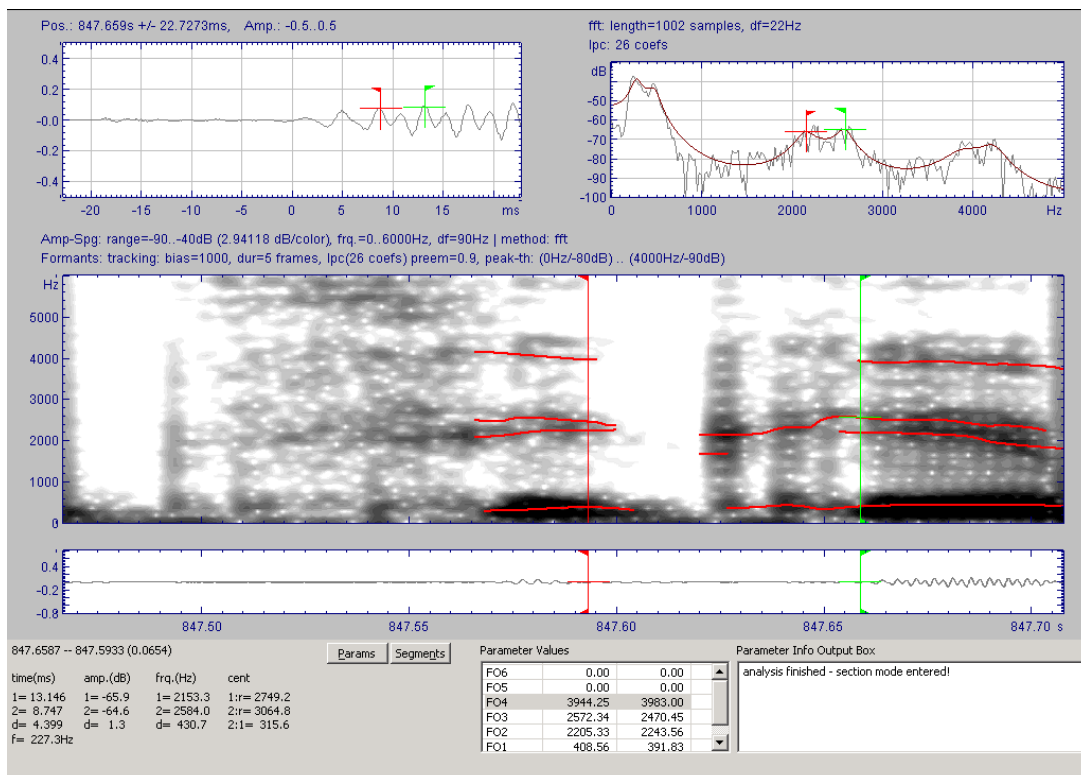 Pos.: 847.659s +/- 22.7273ms,  Amp.: -0.5..0.5
0.4
0.2
-0.0
-0.2
-0.4
-20 -15 -10 -5 0 5 10 15 ms
fft: length=1002 samples, df=22Hz
lpc: 26 coefs
dB
-50
-60
-70
-80
-90
-100
0 1000 2000 3000 4000 Hz
Amp-Spg: range=-90..-40dB (2.94118 dB/color), frq.=0..6000Hz, df=90Hz | method: fft
Formants: tracking: bias=1000, dur=5 frames, lpc(26 coefs) preem=0.9, peak-th: (0Hz/-80dB) .. (4000Hz/-90dB)
Hz
5000
4000
3000
2000
1000
0
0.4
-0.2
-0.8
847.50 847.55 847.60 847.65 847.70 s
847.6587 -- 847.5933 (0.0654)
Params Segments
time(ms) amp.(dB) frq.(Hz) cent
1= 13.146 1= -65.9 1= 2153.3 1:r= 2749.2
2= 8.747 2= -64.6 2= 2584.0 2:r= 3064.8
d= 4.399 d= 1.3 d= 430.7 2:1= 315.6
f= 227.3Hz
Parameter Values
FO6 0.00 0.00
FO5 0.00 0.00
FO4 3944.25 3983.00
FO3 2572.34 2470.45
FO2 2205.33 2243.56
FO1 408.56 391.83
Parameter Info Output Box
analysis finished - section mode entered!